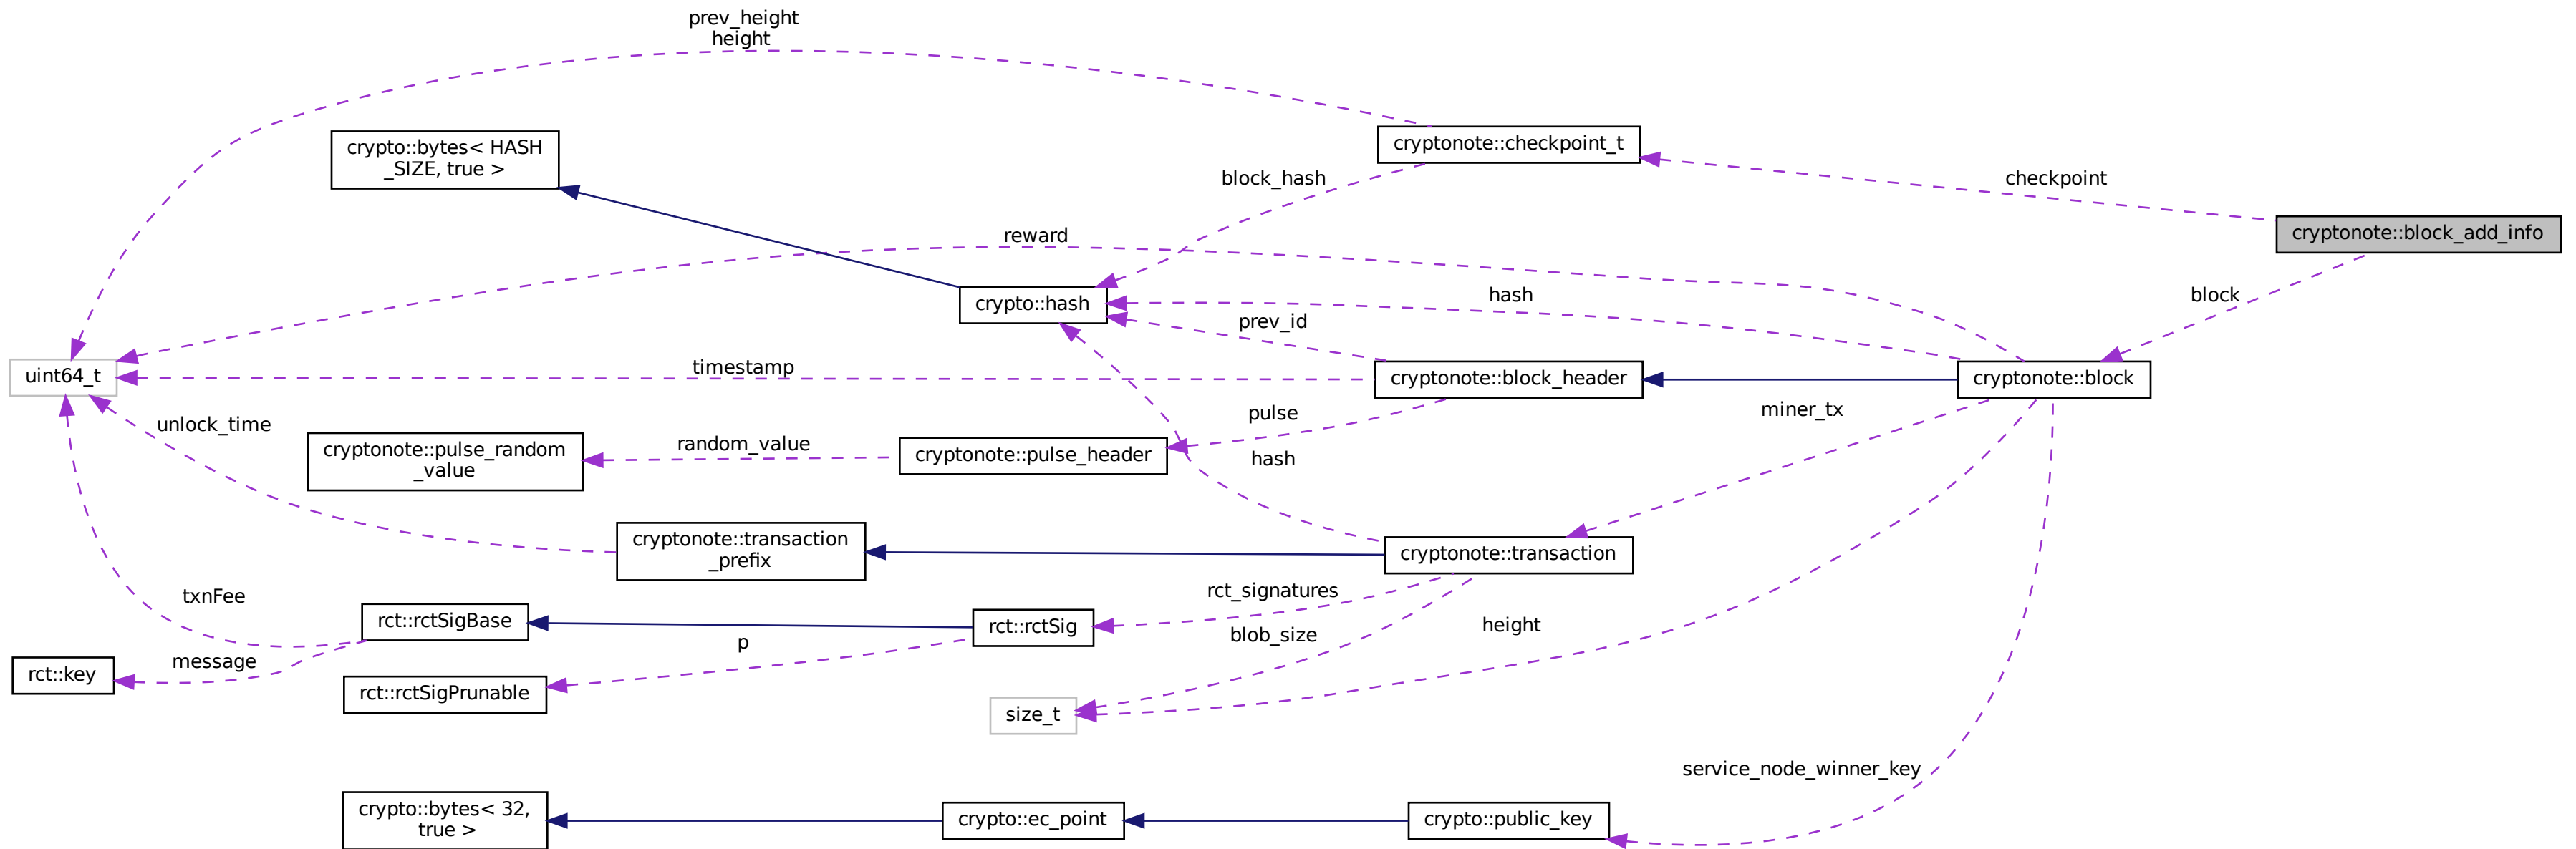 prev_height
height
crypto::bytes< HASH
_SIZE, true >
cryptonote::checkpoint_t
block_hash
checkpoint
reward
cryptonote::block_add_info
crypto::hash
hash
block
prev_id
uint64_t
timestamp
cryptonote::block_header
cryptonote::block
unlock_time
pulse
miner_tx
cryptonote::pulse_random
_value
random_value
cryptonote::pulse_header
hash
cryptonote::transaction
_prefix
cryptonote::transaction
txnFee
rct_signatures
rct::rctSigBase
rct::rctSig
blob_size
height
p
message
rct::key
rct::rctSigPrunable
size_t
service_node_winner_key
crypto::bytes< 32,
true >
crypto::ec_point
crypto::public_key